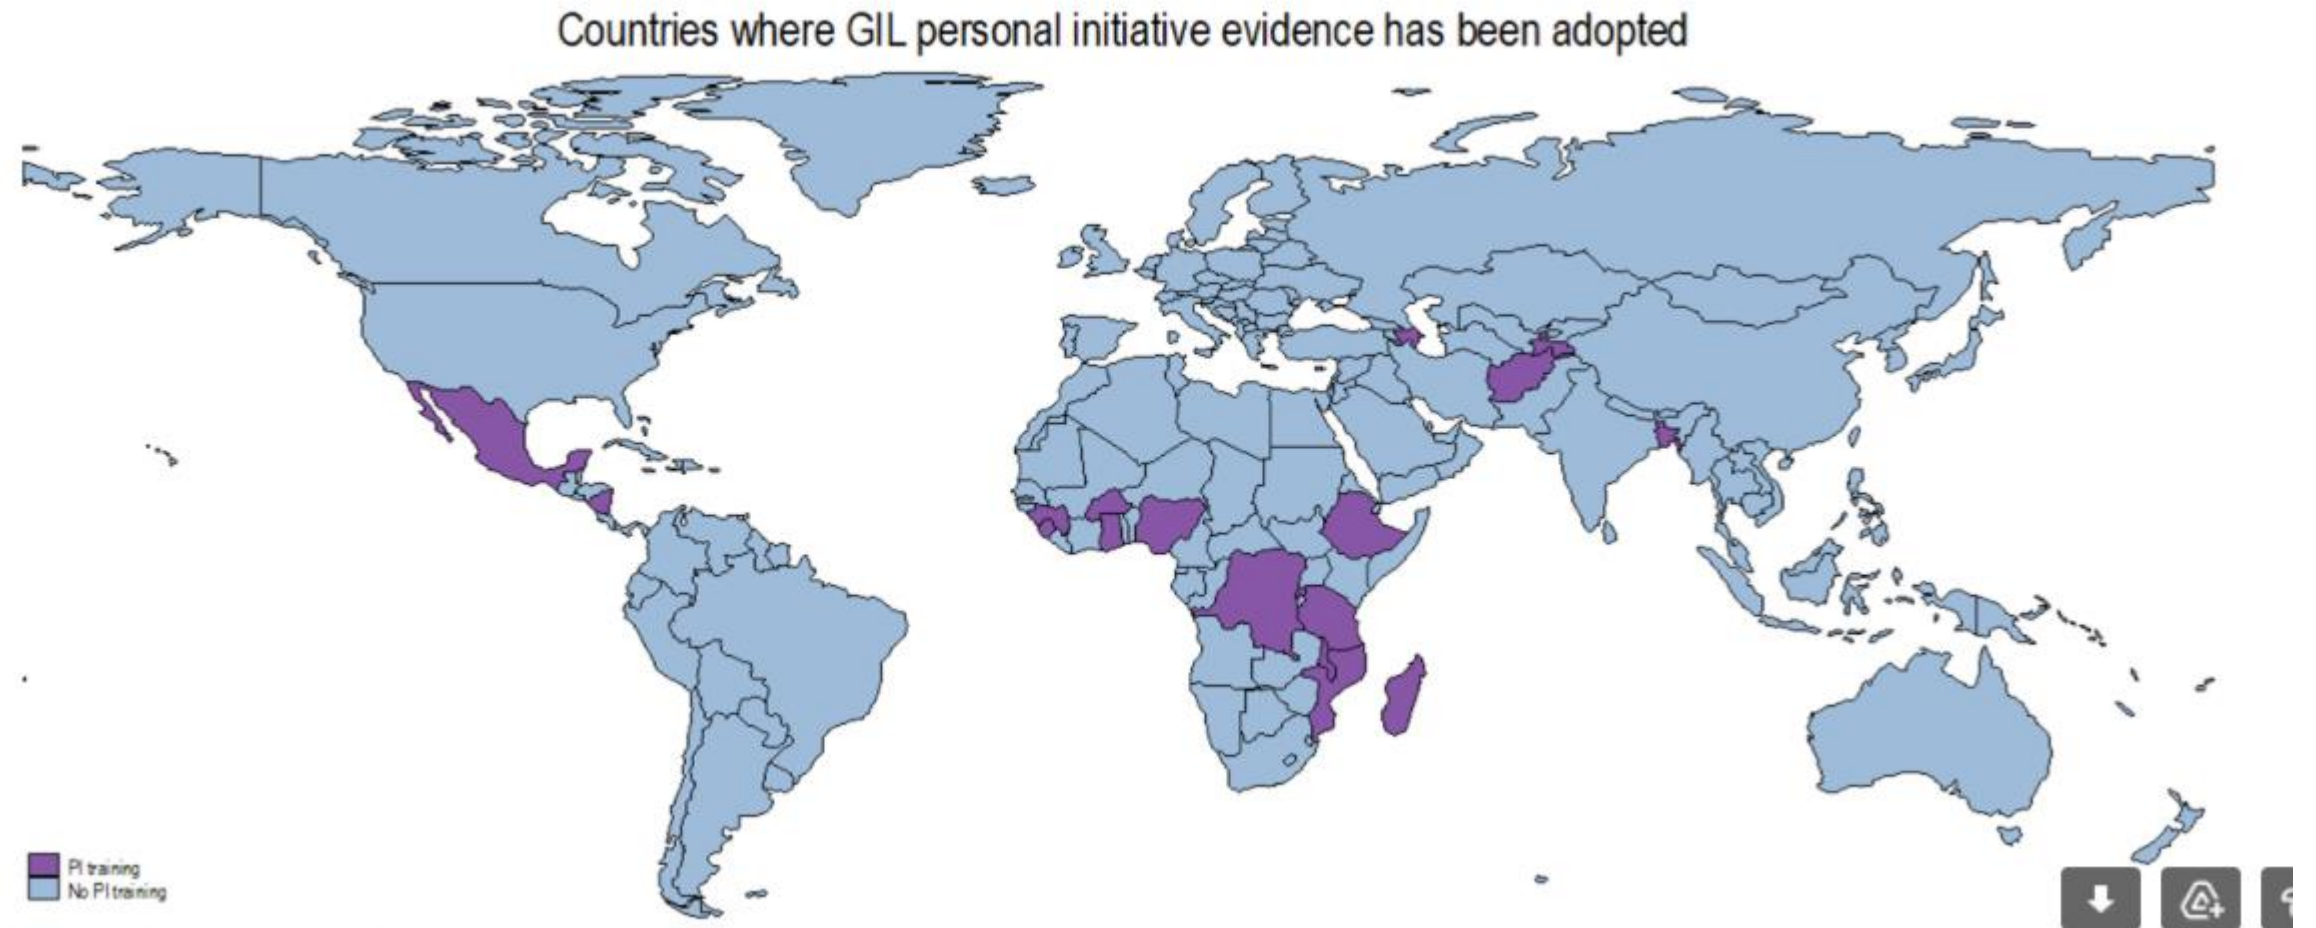 Countries where GIL personal initiative evidence has been adopted
PI training
No PI training